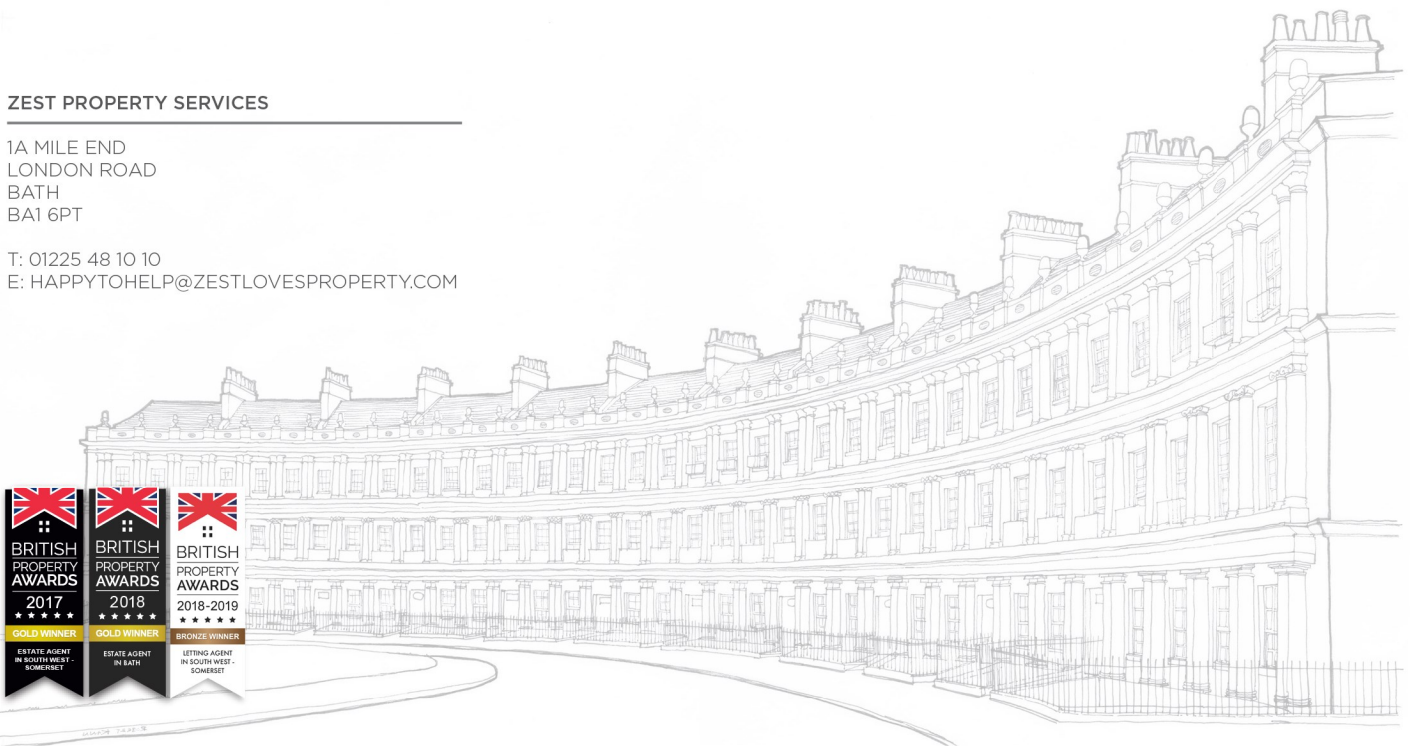 ZEST PROPERTY SERVICES
1A MILE END
LONDON ROAD
BATH
BA1 6PT
T: 01225 48 10 10
E: HAPPYTOHELP@ZESTLOVESPROPERTY.COM
BRITISH
PROPERTY
AWARDS
2017
★★★★★
GOLD WINNER
ESTATE AGENT
IN SOUTH WEST -
SOMERSET
BRITISH
PROPERTY
AWARDS
2018
★★★★★
GOLD WINNER
ESTATE AGENT
IN BATH
BRITISH
PROPERTY
AWARDS
2018-2019
★★★★★
BRONZE WINNER
LETTING AGENT
IN SOUTH WEST -
SOMERSET